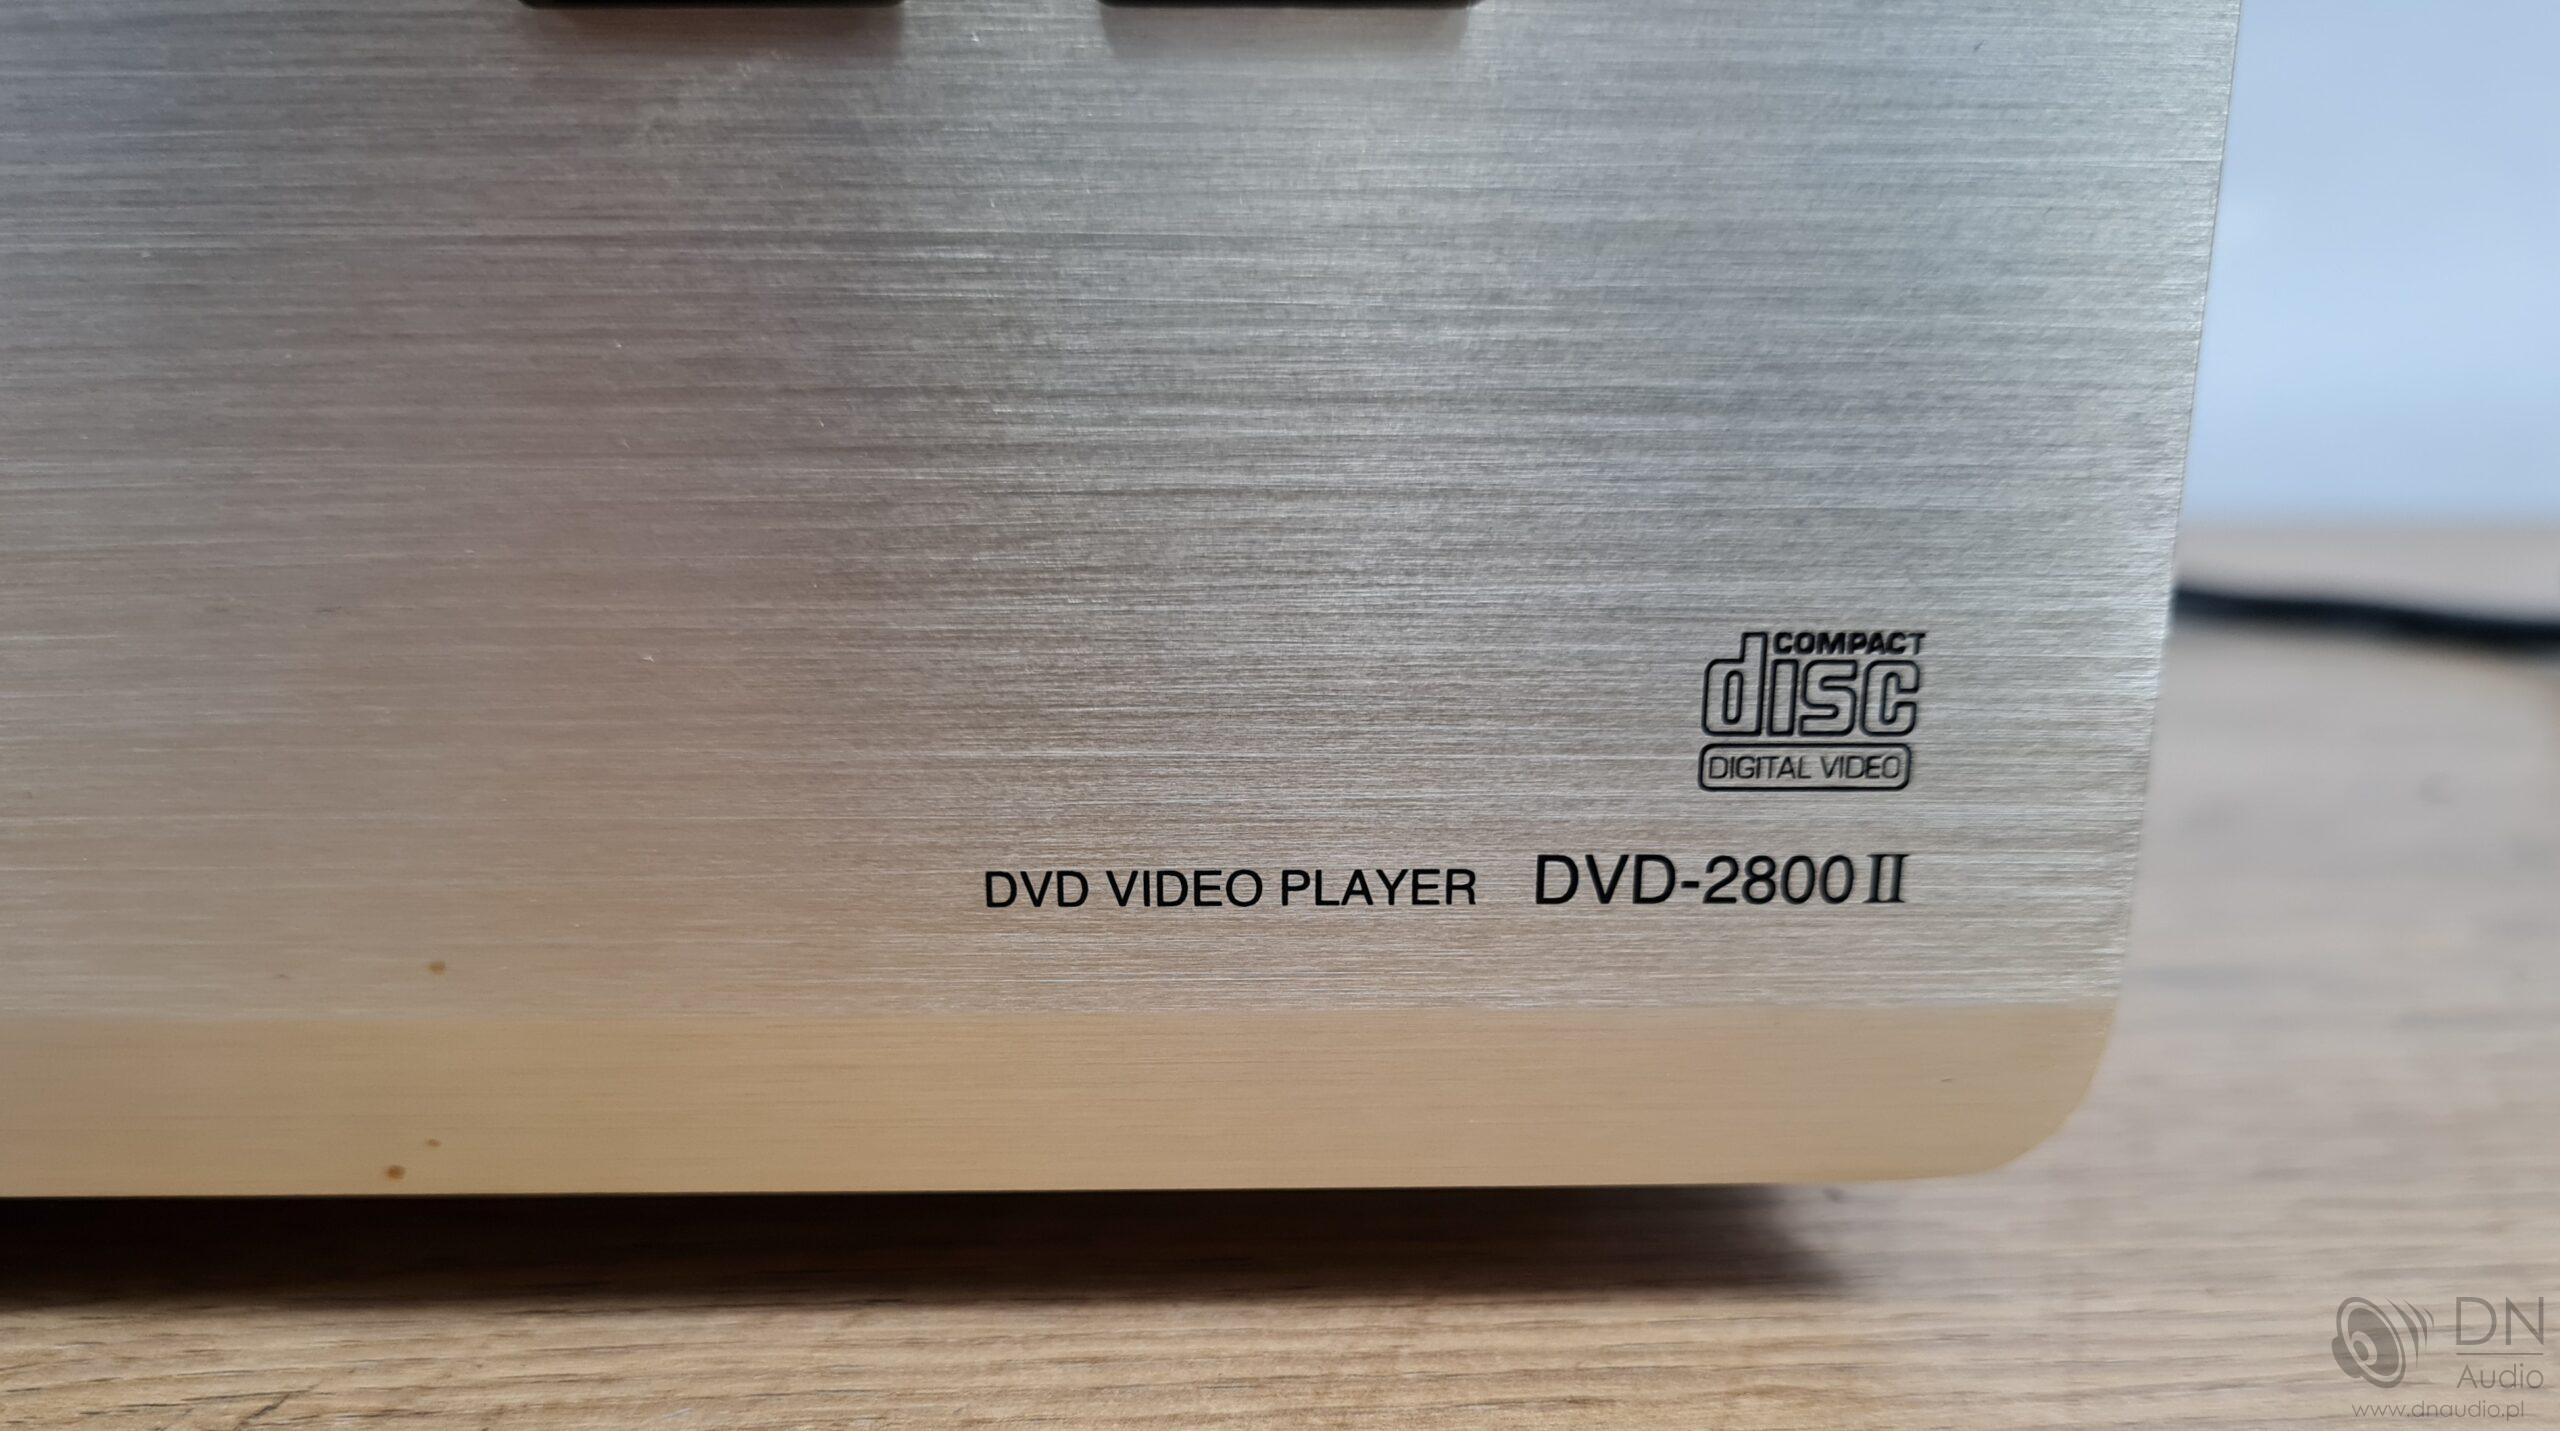 COMPACT
disc
DIGITAL VIDEO
DVD VIDEO PLAYER DVD-2800II
DN
Audio
www.dnaudio.pl